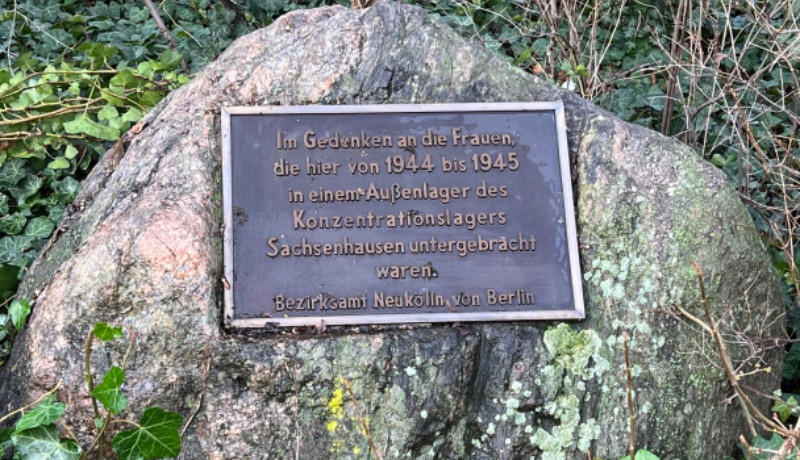 Im Gedenken an die Frauen,
die hier von 1944 bis 1945
in einem Außenlager des
Konzentrationslagers
Sachsenhausen untergebracht
waren.
Bezirksamt Neukölln von Berlin